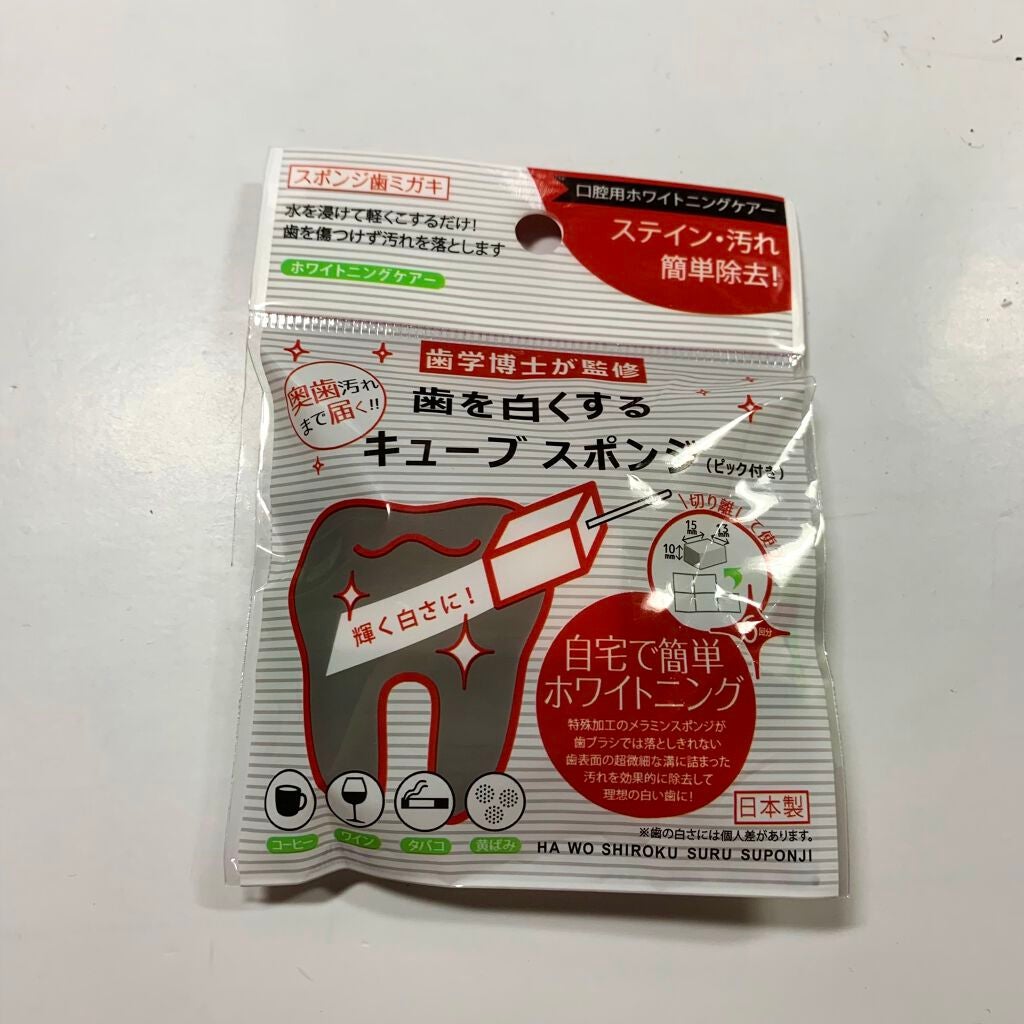 スポンジ歯ミガキ
水を浸けて軽くこするだけ!
歯を傷つけず汚れを落とします
ホワイトニングケアー
口腔用ホワイトニングケアー
ステイン・汚れ
簡単除去!
歯学博士が監修
奥歯汚れ
まで届く!!
歯を白くする
キューブ スポンジ(ピック付き)
切り離して使
15mm
13mm
10mm
回分
輝く白さに!
自宅で簡単
ホワイトニング
特殊加工のメラミンスポンジが
歯ブラシでは落としきれない
歯表面の超微細な溝に詰まった
汚れを効果的に除去して
理想の白い歯に!
コーヒー
ワイン
タバコ
黄ばみ
日本製
※歯の白さには個人差があります。
HA WO SHIROKU SURU SUPONJI